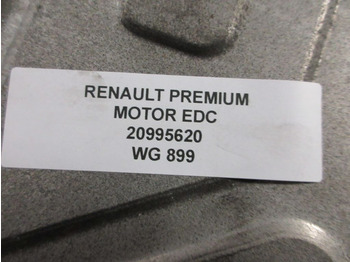 RENAULT PREMIUM
MOTOR EDC
20995620
WG 899